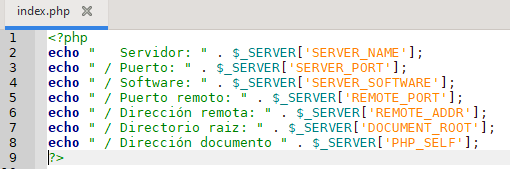 index.php
1 <?php
2 echo "   Servidor: " . $_SERVER['SERVER_NAME'];
3 echo " / Puerto: " . $_SERVER['SERVER_PORT'];
4 echo " / Software: " . $_SERVER['SERVER_SOFTWARE'];
5 echo " / Puerto remoto: " . $_SERVER['REMOTE_PORT'];
6 echo " / Dirección remota: " . $_SERVER['REMOTE_ADDR'];
7 echo " / Directorio raiz: " . $_SERVER['DOCUMENT_ROOT'];
8 echo " / Dirección documento " . $_SERVER['PHP_SELF'];
9 ?>